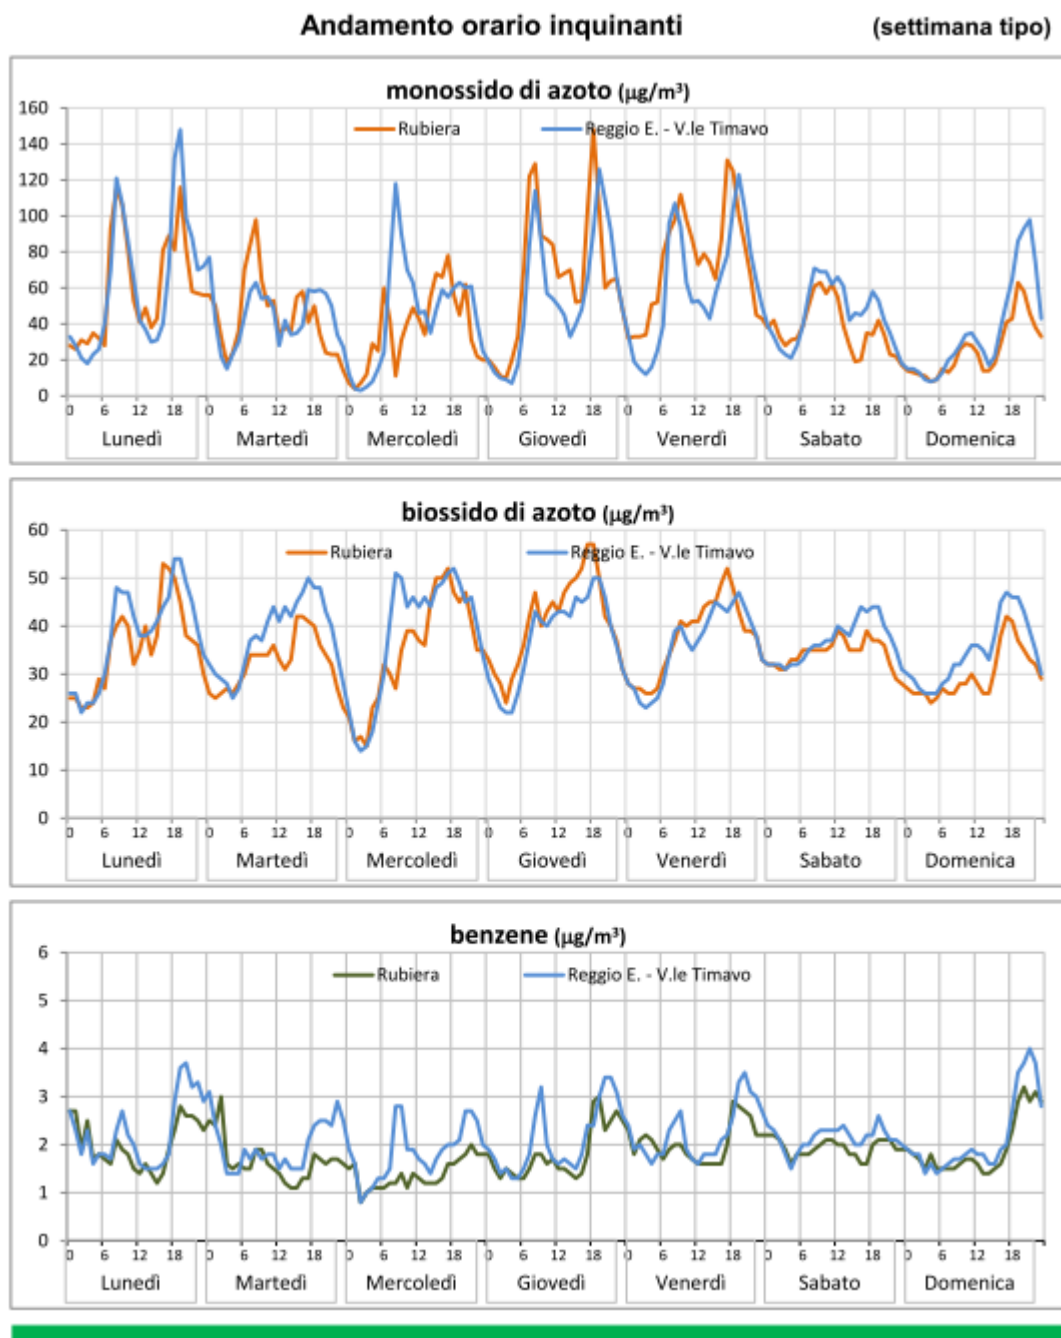 Andamento orario inquinanti (settimana tipo)
monossido di azoto (µg/m³)
Rubiera Reggio E. - V.le Timavo
160
140
120
100
80
60
40
20
0
0 6 12 18 0 6 12 18 0 6 12 18 0 6 12 18 0 6 12 18 0 6 12 18 0 6 12 18
Lunedì Martedì Mercoledì Giovedì Venerdì Sabato Domenica
biossido di azoto (µg/m³)
Rubiera Reggio E. - V.le Timavo
60
50
40
30
20
10
0
0 6 12 18 0 6 12 18 0 6 12 18 0 6 12 18 0 6 12 18 0 6 12 18 0 6 12 18
Lunedì Martedì Mercoledì Giovedì Venerdì Sabato Domenica
benzene (µg/m³)
Rubiera Reggio E. - V.le Timavo
6
5
4
3
2
1
0
0 6 12 18 0 6 12 18 0 6 12 18 0 6 12 18 0 6 12 18 0 6 12 18 0 6 12 18
Lunedì Martedì Mercoledì Giovedì Venerdì Sabato Domenica